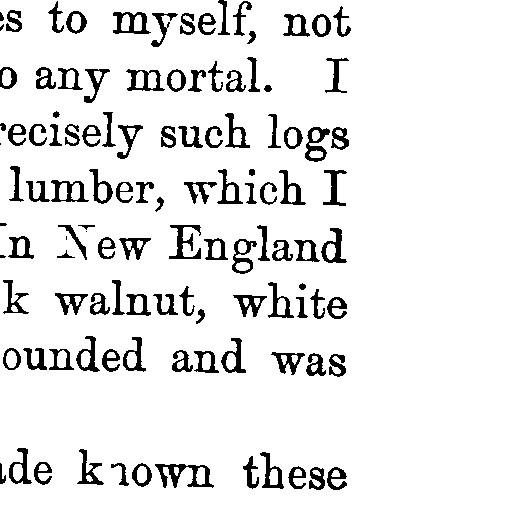 es to myself, not
o any mortal. I
recisely such logs
lumber, which I
In New England
k walnut, white
ounded and was
ade known these